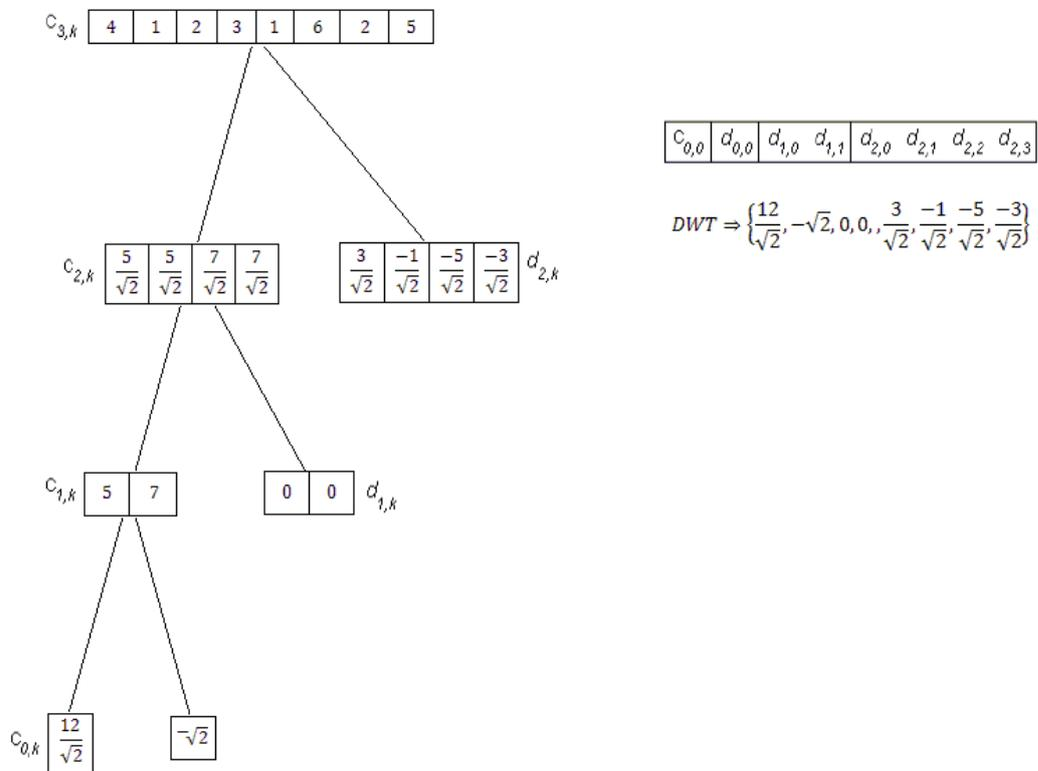 C3,k 4 1 2 3 1 6 2 5
C0,0 d0,0 d1,0 d1,1 d2,0 d2,1 d2,2 d2,3
DWT ⇒ {12/√2, -√2, 0, 0, , 3/√2, -1/√2, -5/√2, -3/√2}
C2,k 5/√2 5/√2 7/√2 7/√2
3/√2 -1/√2 -5/√2 -3/√2 d2,k
C1,k 5 7
0 0 d1,k
C0,k 12/√2
-√2